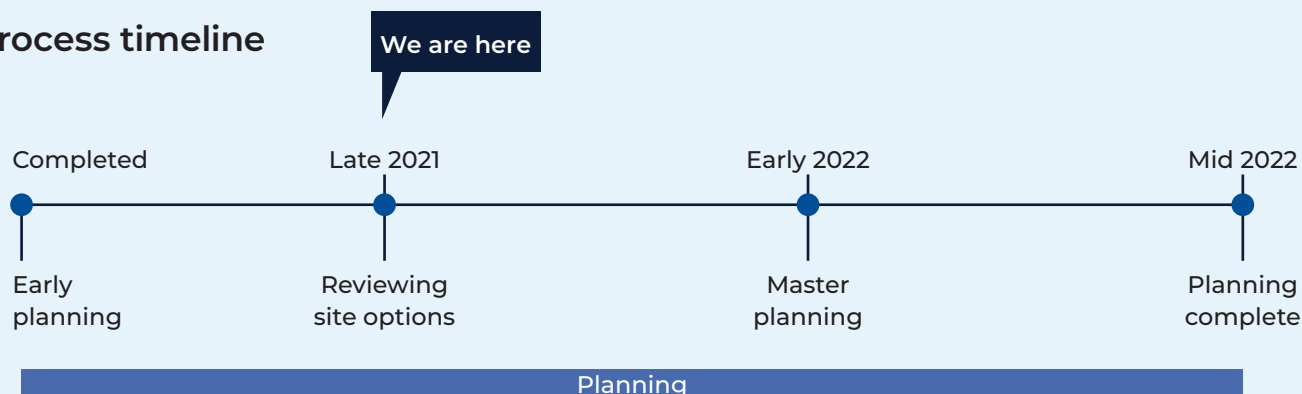 rocess timeline
We are here
Completed
Late 2021
Early 2022
Mid 2022
Early
planning
Reviewing
site options
Master
planning
Planning
complete
Planning